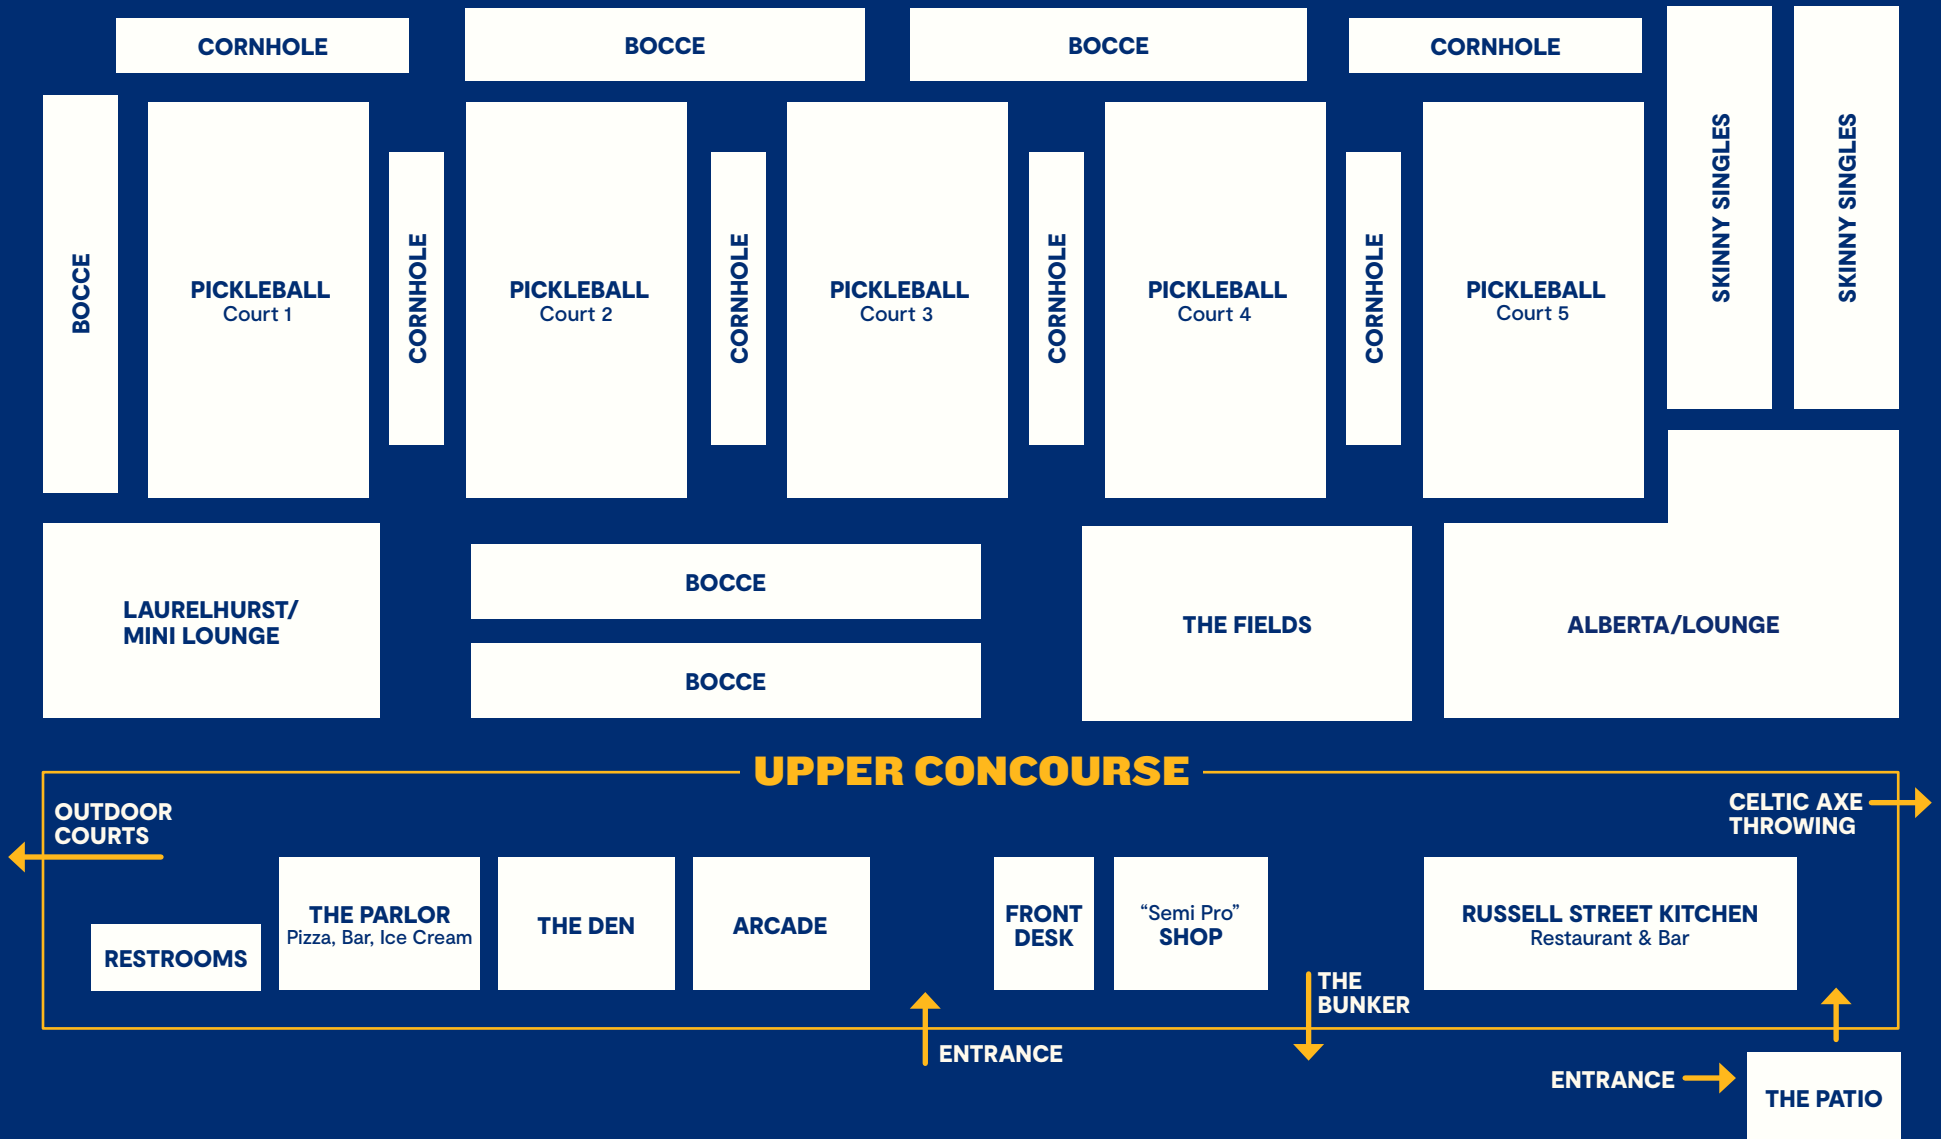 CORNHOLE
BOCCE
BOCCE
CORNHOLE
SKINNY SINGLES
SKINNY SINGLES
BOCCE
PICKLEBALL
Court 1
CORNHOLE
PICKLEBALL
Court 2
CORNHOLE
PICKLEBALL
Court 3
CORNHOLE
PICKLEBALL
Court 4
CORNHOLE
PICKLEBALL
Court 5
LAURELHURST/
MINI LOUNGE
BOCCE
BOCCE
THE FIELDS
ALBERTA/LOUNGE
UPPER CONCOURSE
OUTDOOR
COURTS
CELTIC AXE
THROWING
RESTROOMS
THE PARLOR
Pizza, Bar, Ice Cream
THE DEN
ARCADE
FRONT
DESK
“Semi Pro”
SHOP
THE
BUNKER
RUSSELL STREET KITCHEN
Restaurant & Bar
ENTRANCE
ENTRANCE
THE PATIO